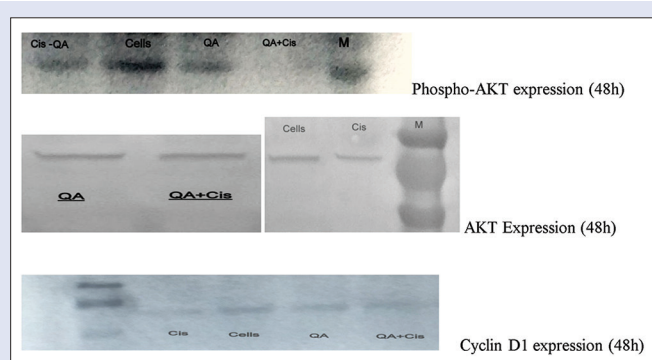 Cis -QA Cells QA QA+Cis M
Phospho-AKT expression (48h)
Cells Cis M
QA QA+Cis
AKT Expression (48h)
Cis Cells QA QA+Cis
Cyclin D1 expression (48h)